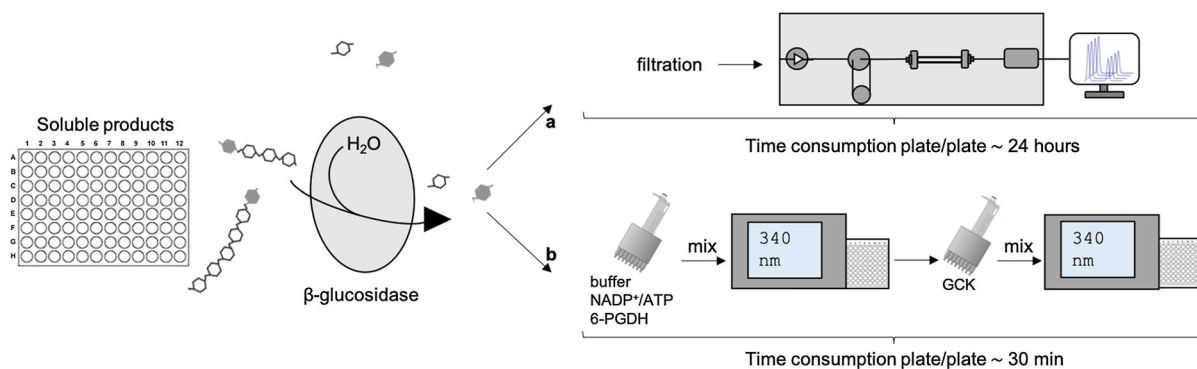 Soluble products
1 2 3 4 5 6 7 8 9 10 11 12
A
B
C
D
E
F
G
H
H₂O
β-glucosidase
a
b
filtration
Time consumption plate/plate ~ 24 hours
buffer
NADP⁺/ATP
6-PGDH
mix
340
nm
GCK
mix
340
nm
Time consumption plate/plate ~ 30 min